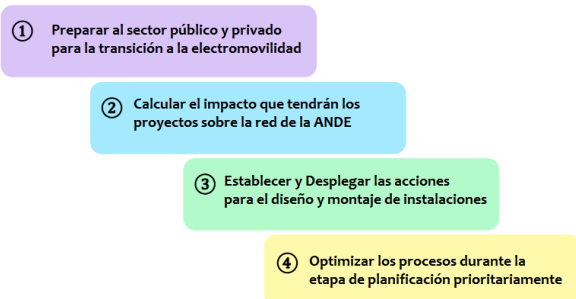 ① Preparar al sector público y privado
para la transición a la electromovilidad
② Calcular el impacto que tendrán los
proyectos sobre la red de la ANDE
③ Establecer y Desplegar las acciones
para el diseño y montaje de instalaciones
④ Optimizar los procesos durante la
etapa de planificación prioritariamente